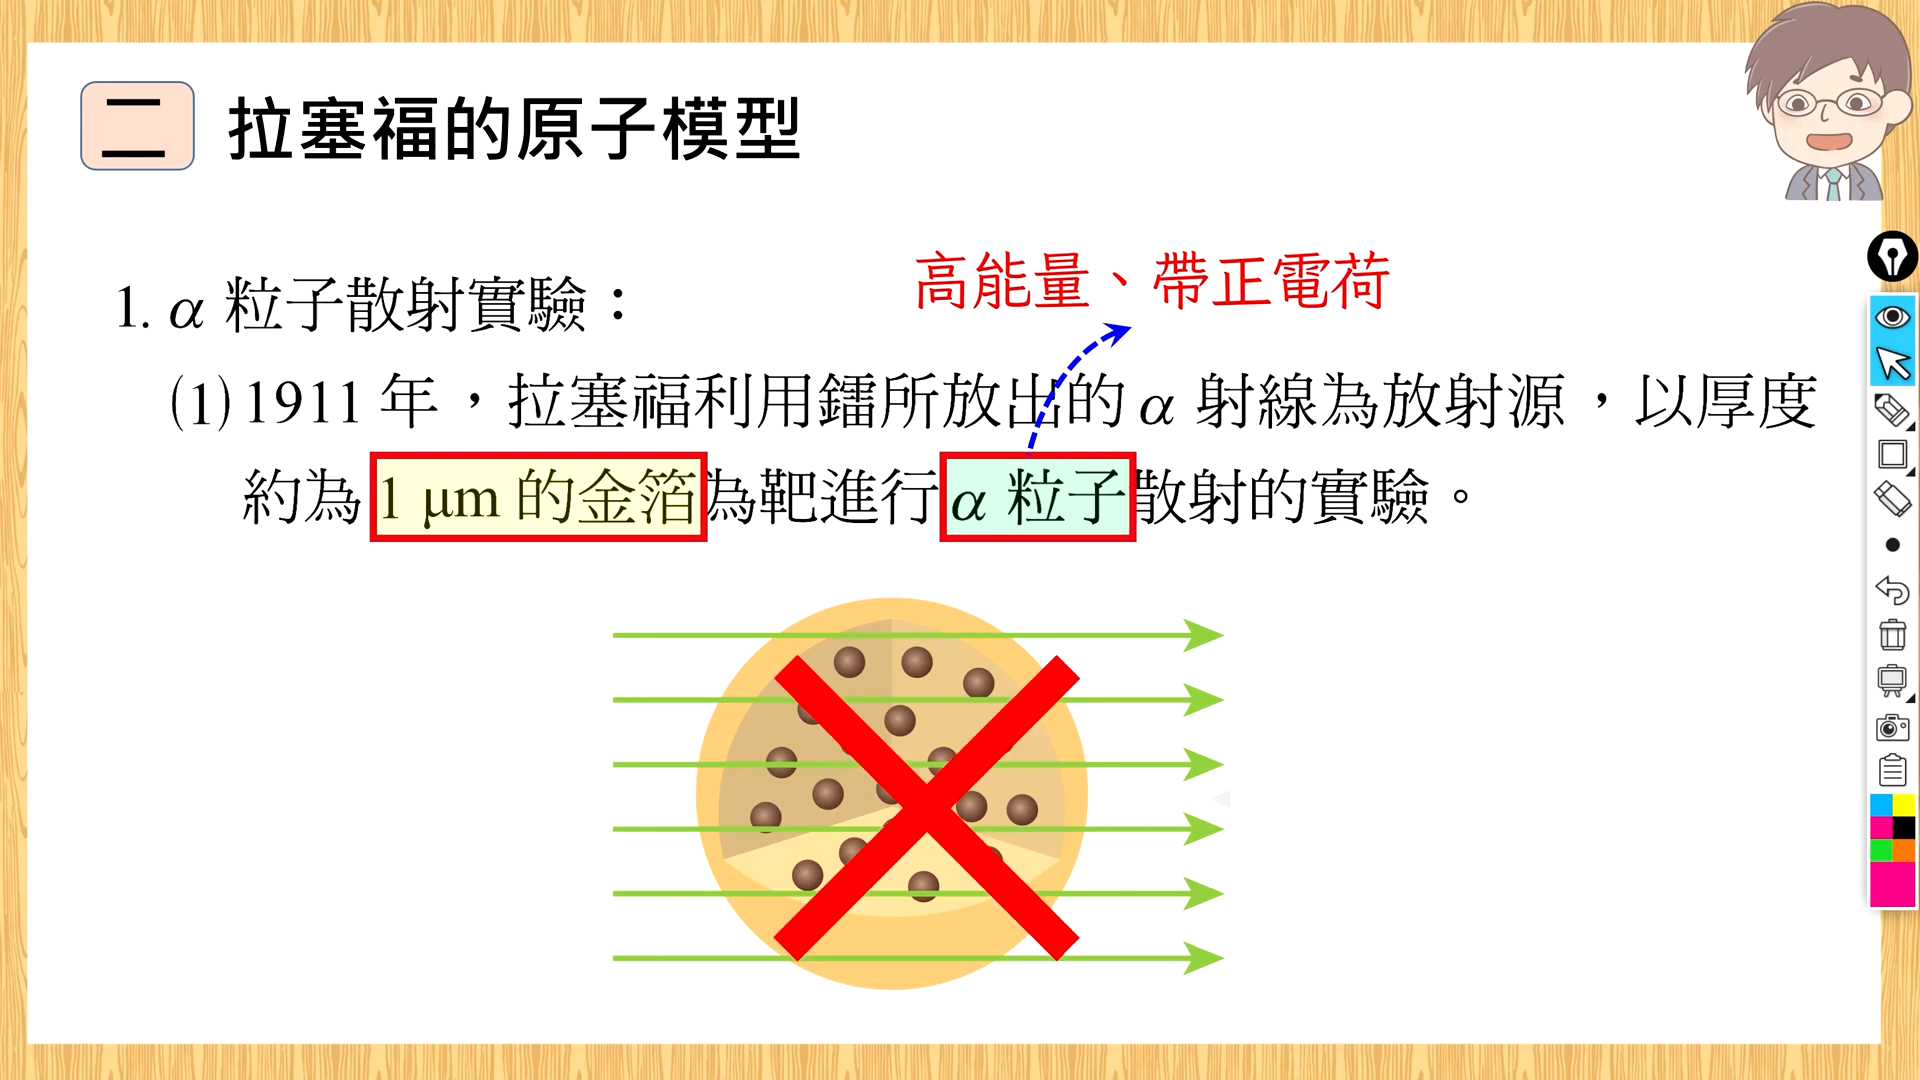 二 拉塞福的原子模型
高能量、帶正電荷
1. α 粒子散射實驗：
(1) 1911 年，拉塞福利用鐳所放出的 α 射線為放射源，以厚度
約為 1 μm 的金箔為靶進行 α 粒子散射的實驗。